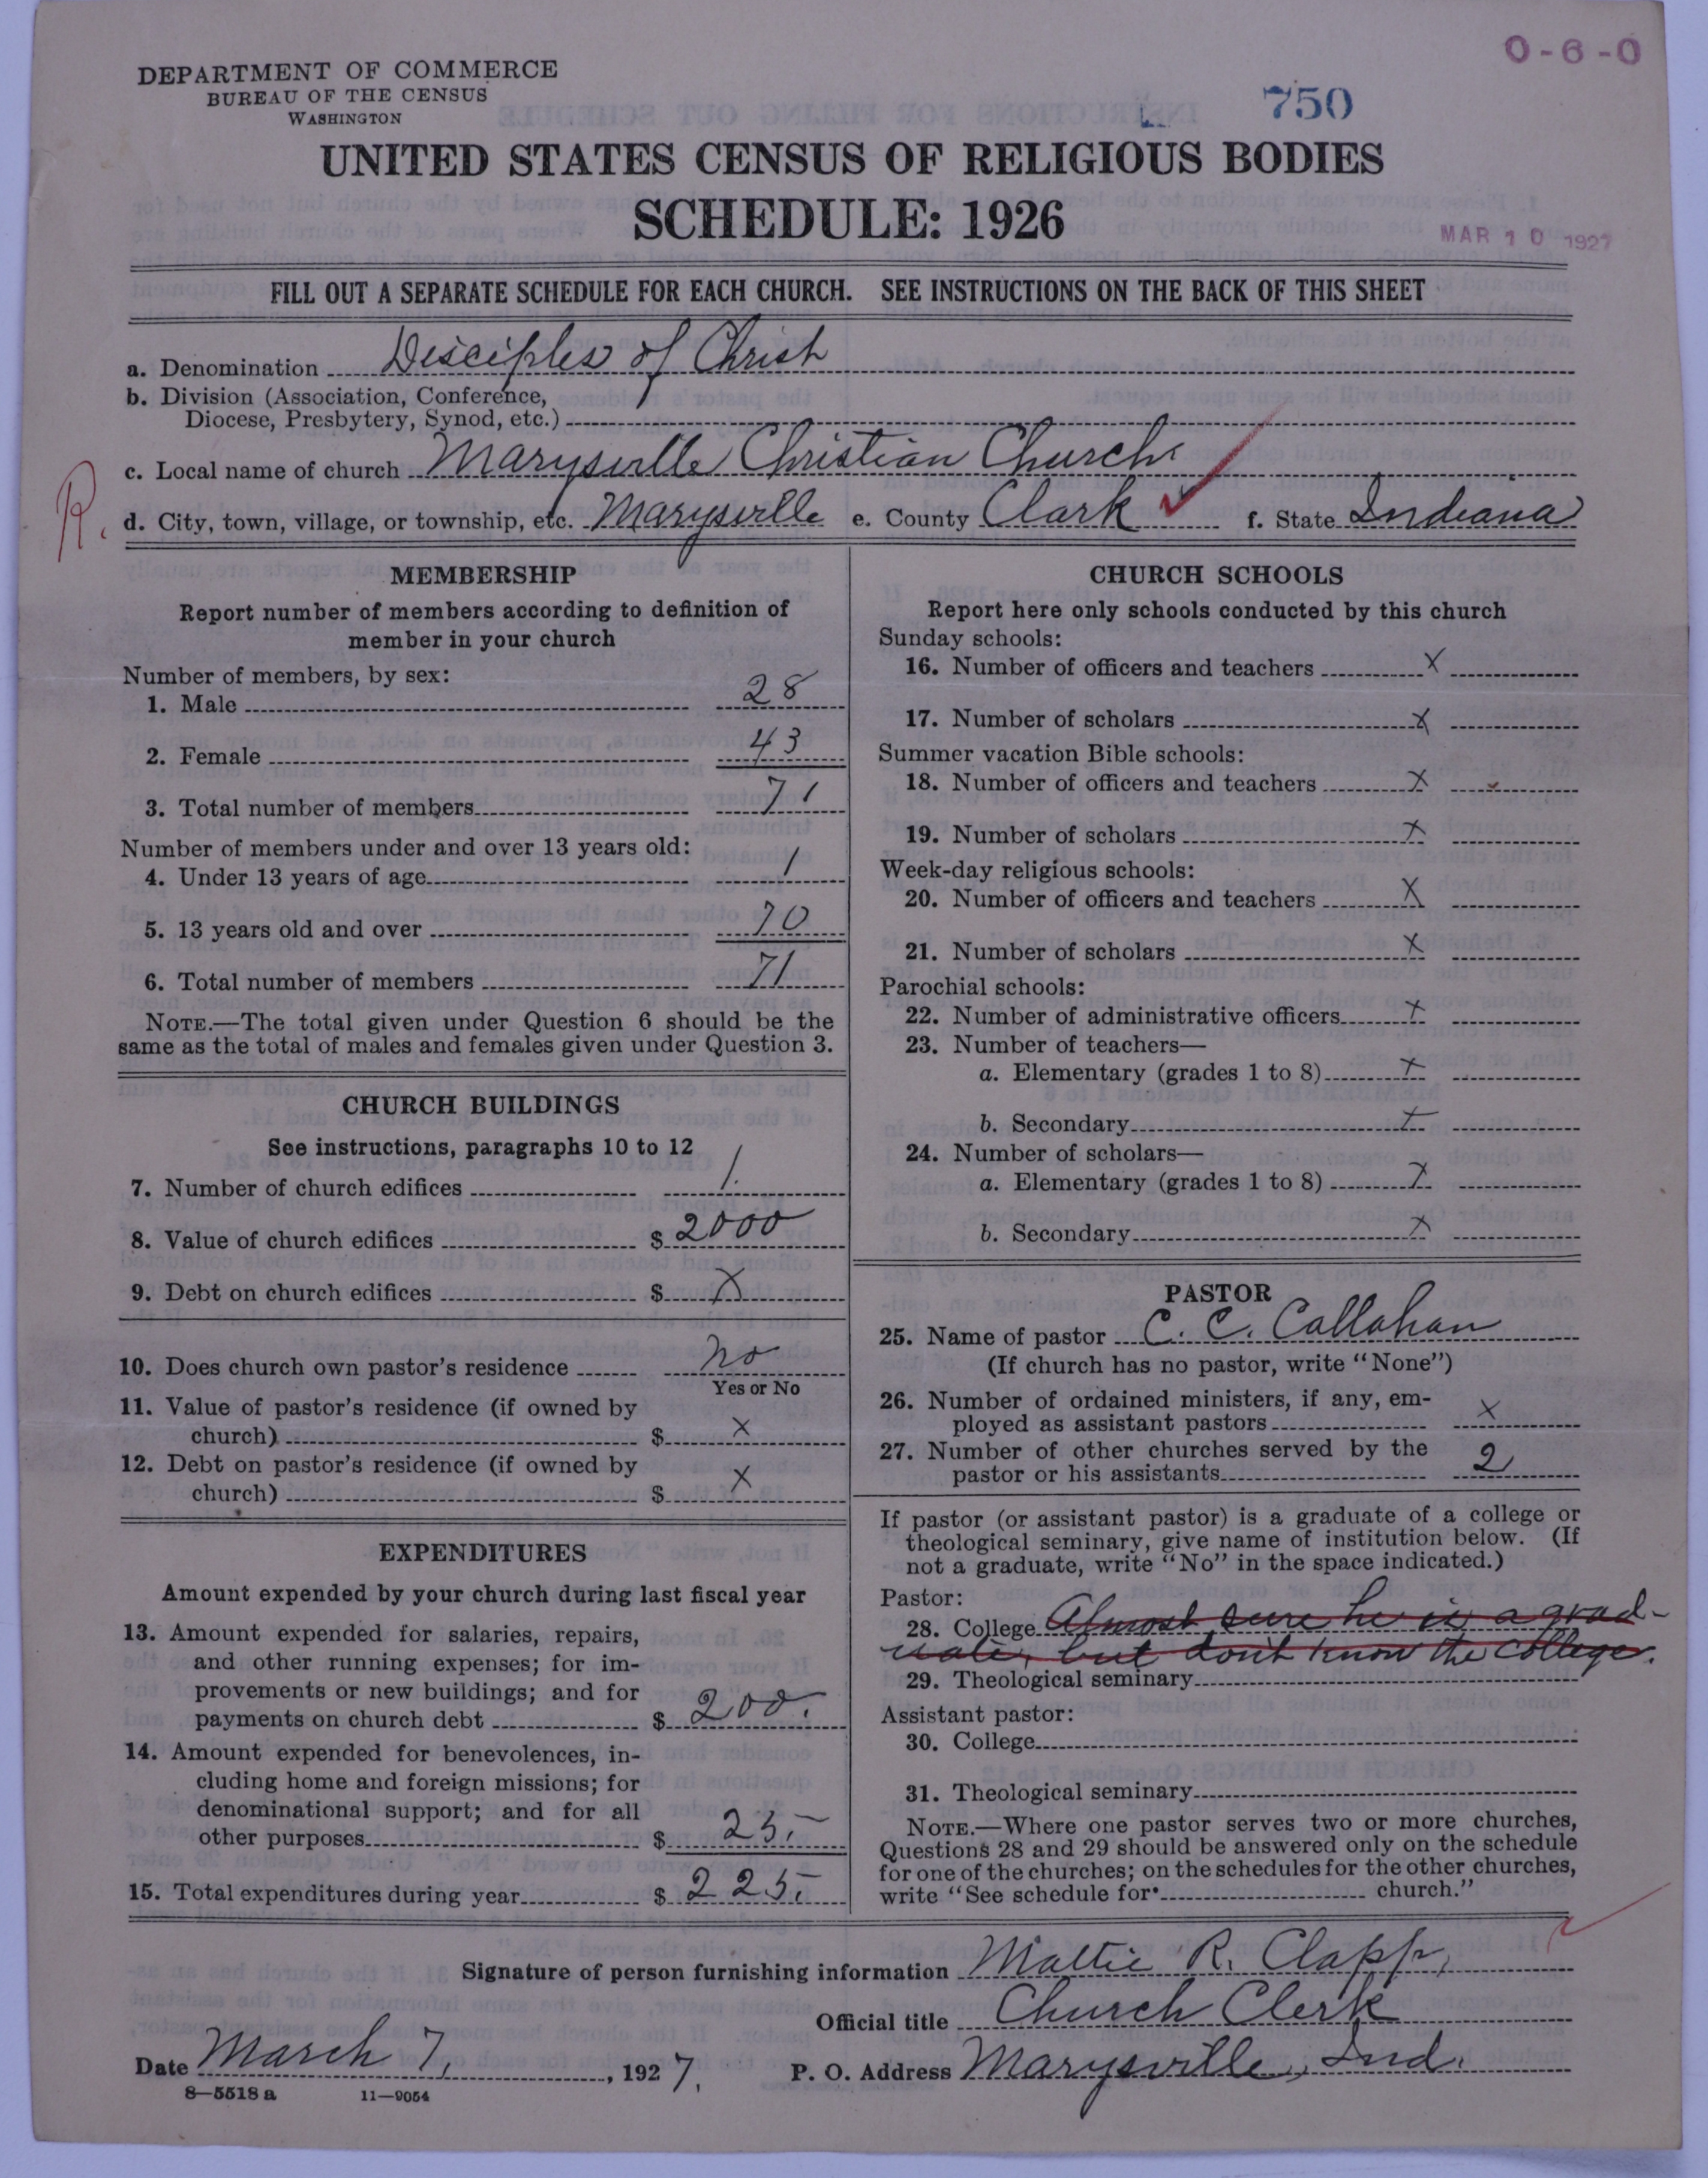 O-6-0
DEPARTMENT OF COMMERCE
BUREAU OF THE CENSUS
WASHINGTON
750
UNITED STATES CENSUS OF RELIGIOUS BODIES
SCHEDULE: 1926
MAR 10 1927
FILL OUT A SEPARATE SCHEDULE FOR EACH CHURCH. SEE INSTRUCTIONS ON THE BACK OF THIS SHEET
a. Denomination Disciples of Christ
b. Division (Association, Conference,
Diocese, Presbytery, Synod, etc.)
c. Local name of church Marysville Christian Church
R.
d. City, town, village, or township, etc. Marysville e. County Clark f. State Indiana
MEMBERSHIP
Report number of members according to definition of
member in your church
Number of members, by sex:
1. Male 28
2. Female 43
3. Total number of members 71
Number of members under and over 13 years old:
4. Under 13 years of age 1
5. 13 years old and over 70
6. Total number of members 71
NOTE.—The total given under Question 6 should be the
same as the total of males and females given under Question 3.
CHURCH BUILDINGS
See instructions, paragraphs 10 to 12
7. Number of church edifices 1.
8. Value of church edifices $ 2000
9. Debt on church edifices $ X
10. Does church own pastor's residence no
Yes or No
11. Value of pastor's residence (if owned by
church) $ X
12. Debt on pastor's residence (if owned by
church) $ X
EXPENDITURES
Amount expended by your church during last fiscal year
13. Amount expended for salaries, repairs,
and other running expenses; for im-
provements or new buildings; and for
payments on church debt $ 200.
14. Amount expended for benevolences, in-
cluding home and foreign missions; for
denominational support; and for all
other purposes $ 25.-
15. Total expenditures during year $ 225.-
CHURCH SCHOOLS
Report here only schools conducted by this church
Sunday schools:
16. Number of officers and teachers X
17. Number of scholars X
Summer vacation Bible schools:
18. Number of officers and teachers X
19. Number of scholars X
Week-day religious schools:
20. Number of officers and teachers X
21. Number of scholars X
Parochial schools:
22. Number of administrative officers X
23. Number of teachers—
a. Elementary (grades 1 to 8) X
b. Secondary X
24. Number of scholars—
a. Elementary (grades 1 to 8) X
b. Secondary X
PASTOR
25. Name of pastor C. C. Callahan
(If church has no pastor, write "None")
26. Number of ordained ministers, if any, em-
ployed as assistant pastors X
27. Number of other churches served by the
pastor or his assistants 2
If pastor (or assistant pastor) is a graduate of a college or
theological seminary, give name of institution below. (If
not a graduate, write "No" in the space indicated.)
Pastor:
28. College Almost sure he is a grad-
uate, but don't know the college.
29. Theological seminary
Assistant pastor:
30. College
31. Theological seminary
NOTE.—Where one pastor serves two or more churches,
Questions 28 and 29 should be answered only on the schedule
for one of the churches; on the schedules for the other churches,
write "See schedule for church."
Signature of person furnishing information Mattie R. Clapp,
Official title Church Clerk
Date March 7, 1927. P. O. Address Marysville, Ind.
8—5518 a 11—9054